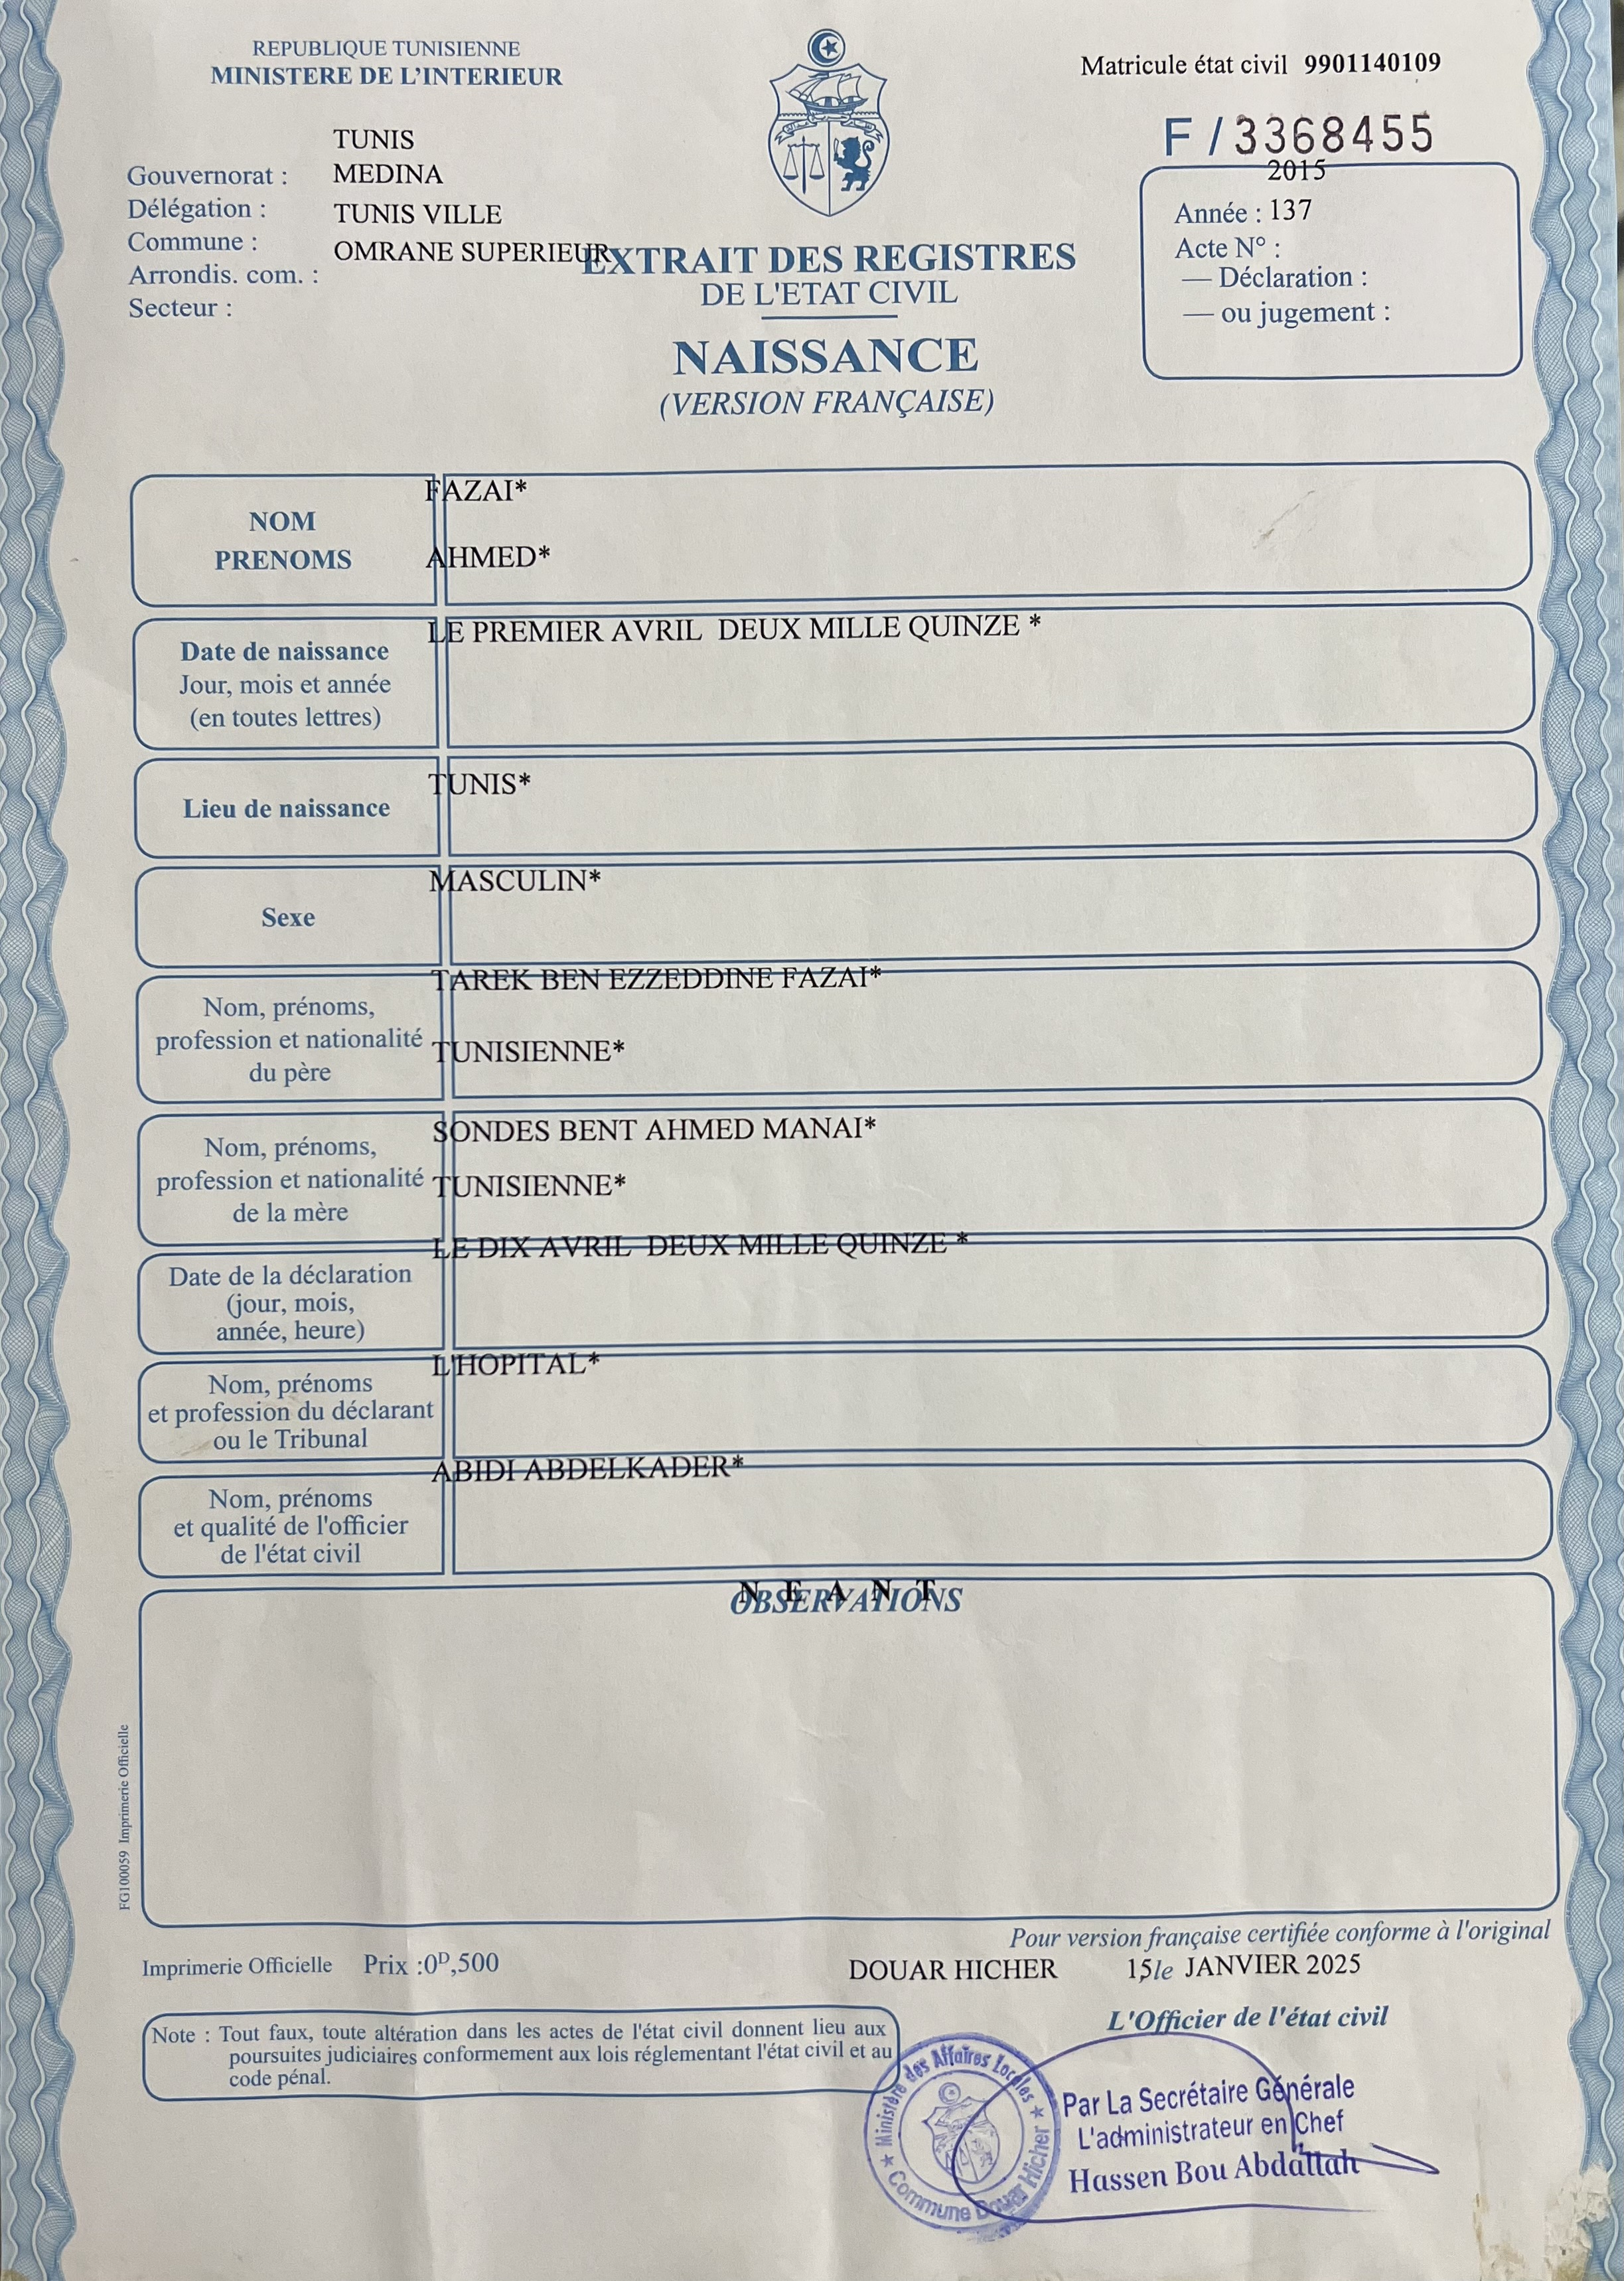 REPUBLIQUE TUNISIENNE
MINISTERE DE L'INTERIEUR
Matricule état civil 9901140109
F / 3368455
TUNIS
Gouvernorat : MEDINA
Délégation : TUNIS VILLE
Commune : OMRANE SUPERIEUR
Arrondis. com. :
Secteur :
2015
Année : 137
Acte N° :
— Déclaration :
— ou jugement :
EXTRAIT DES REGISTRES
DE L'ETAT CIVIL
NAISSANCE
(VERSION FRANÇAISE)
NOM
PRENOMS
FAZAI*
AHMED*
Date de naissance
Jour, mois et année
(en toutes lettres)
LE PREMIER AVRIL DEUX MILLE QUINZE *
Lieu de naissance
TUNIS*
Sexe
MASCULIN*
Nom, prénoms,
profession et nationalité
du père
TAREK BEN EZZEDDINE FAZAI*
TUNISIENNE*
Nom, prénoms,
profession et nationalité
de la mère
SONDES BENT AHMED MANAI*
TUNISIENNE*
Date de la déclaration
(jour, mois,
année, heure)
LE DIX AVRIL DEUX MILLE QUINZE *
Nom, prénoms
et profession du déclarant
ou le Tribunal
L'HOPITAL*
Nom, prénoms
et qualité de l'officier
de l'état civil
ABIDI ABDELKADER*
N E A N T
OBSERVATIONS
FG100059 Imprimerie Officielle
Pour version française certifiée conforme à l'original
Imprimerie Officielle Prix :0D,500
DOUAR HICHER 15, le JANVIER 2025
L'Officier de l'état civil
Note : Tout faux, toute altération dans les actes de l'état civil donnent lieu aux
poursuites judiciaires conformement aux lois réglementant l'état civil et au
code pénal.
Ministère des Affaires Locales
Commune Douar Hicher
Par La Secrétaire Générale
L'administrateur en Chef
Hassen Bou Abdallah